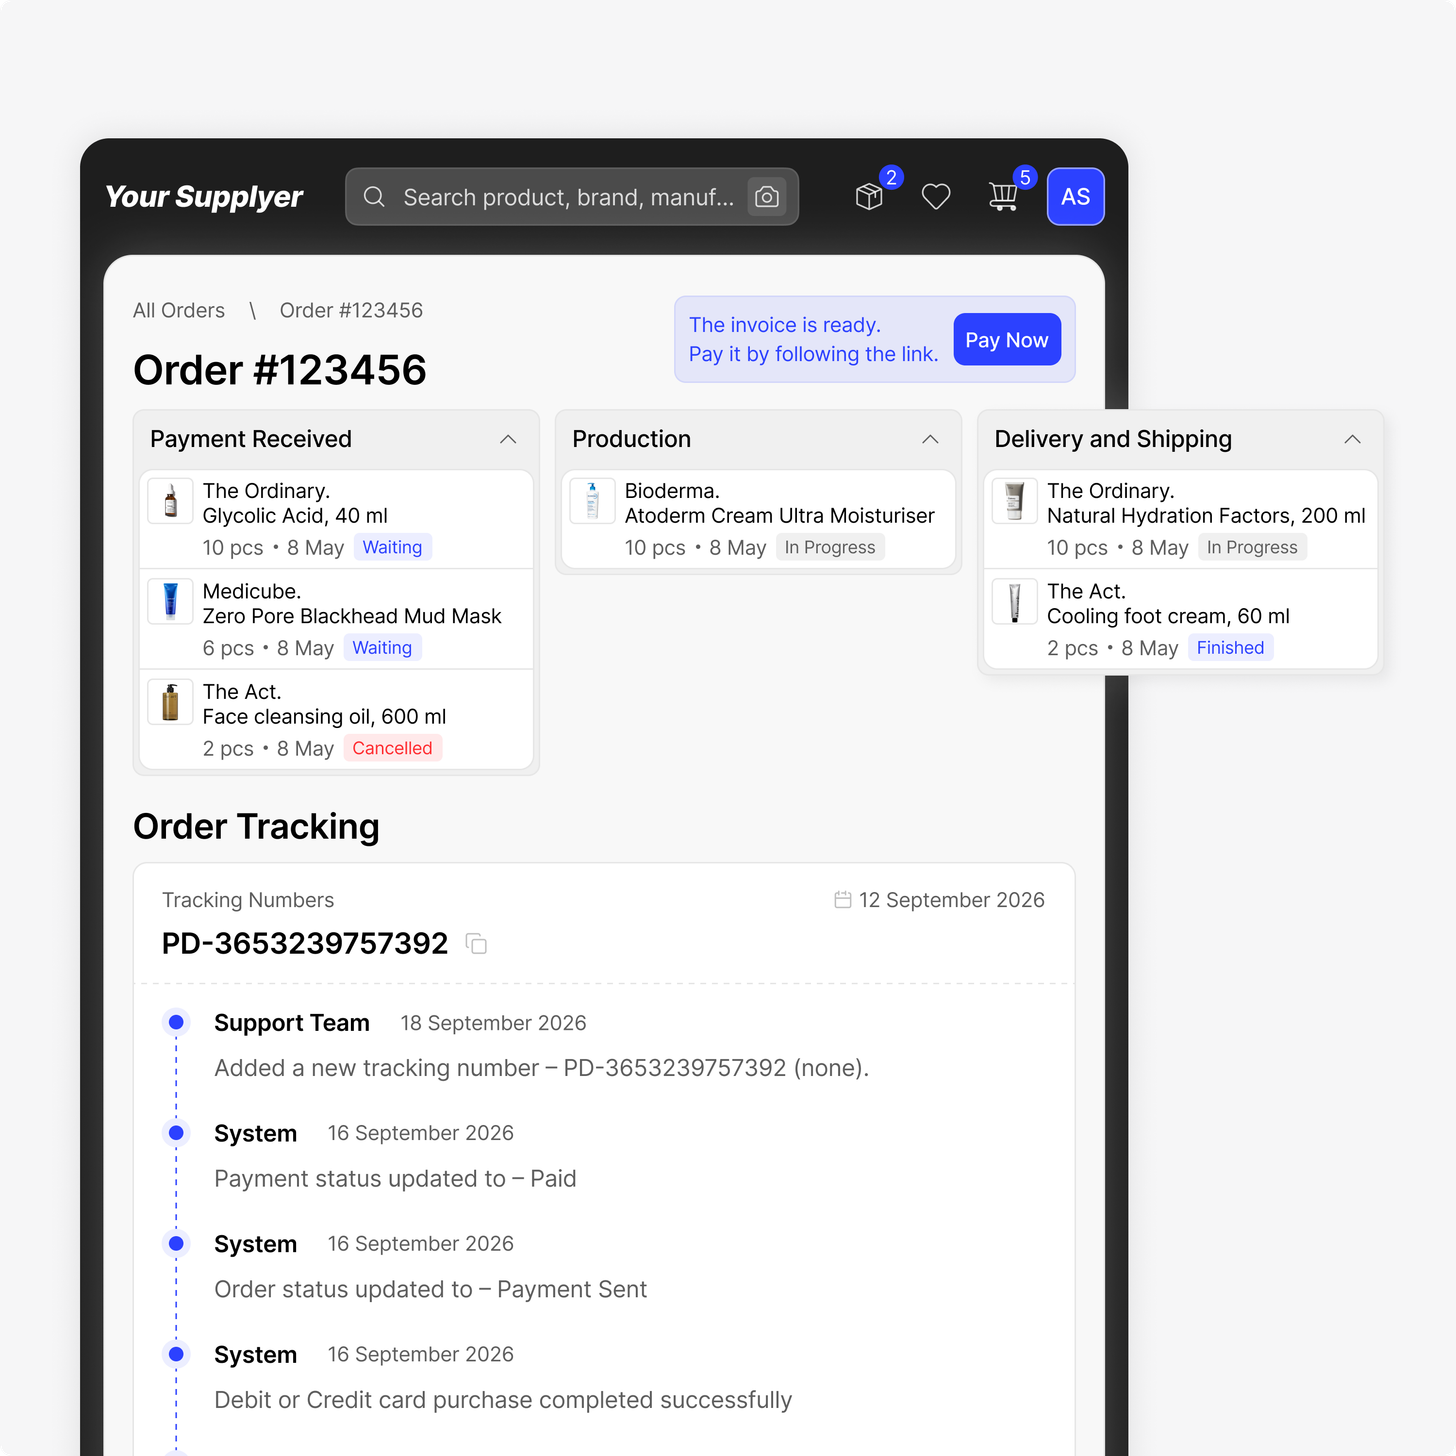 Your Supplyer
Search product, brand, manuf...
2
5
AS
All Orders \ Order #123456
Order #123456
The invoice is ready.
Pay it by following the link.
Pay Now
Payment Received
The Ordinary.
Glycolic Acid, 40 ml
10 pcs • 8 May Waiting
Medicube.
Zero Pore Blackhead Mud Mask
6 pcs • 8 May Waiting
The Act.
Face cleansing oil, 600 ml
2 pcs • 8 May Cancelled
Production
Bioderma.
Atoderm Cream Ultra Moisturiser
10 pcs • 8 May In Progress
Delivery and Shipping
The Ordinary.
Natural Hydration Factors, 200 ml
10 pcs • 8 May In Progress
The Act.
Cooling foot cream, 60 ml
2 pcs • 8 May Finished
Order Tracking
Tracking Numbers
12 September 2026
PD-3653239757392
Support Team 18 September 2026
Added a new tracking number – PD-3653239757392 (none).
System 16 September 2026
Payment status updated to – Paid
System 16 September 2026
Order status updated to – Payment Sent
System 16 September 2026
Debit or Credit card purchase completed successfully